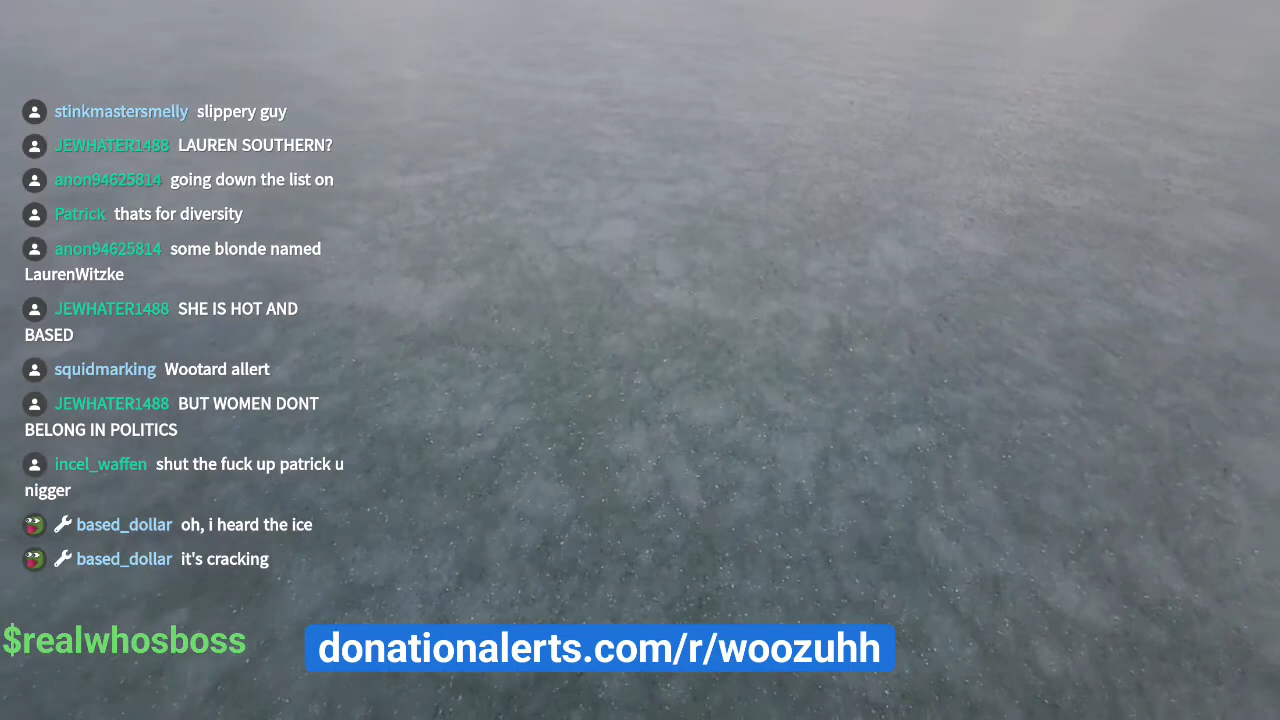 stinkmastersmelly slippery guy
JEWHATER1488 LAUREN SOUTHERN?
anon94625814 going down the list on
Patrick thats for diversity
anon94625814 some blonde named
LaurenWitzke
JEWHATER1488 SHE IS HOT AND
BASED
squidmarking Wootard allert
JEWHATER1488 BUT WOMEN DONT
BELONG IN POLITICS
incel_waffen shut the fuck up patrick u
nigger
based_dollar oh, i heard the ice
based_dollar it's cracking
$realwhosboss
donationalerts.com/r/woozuhh